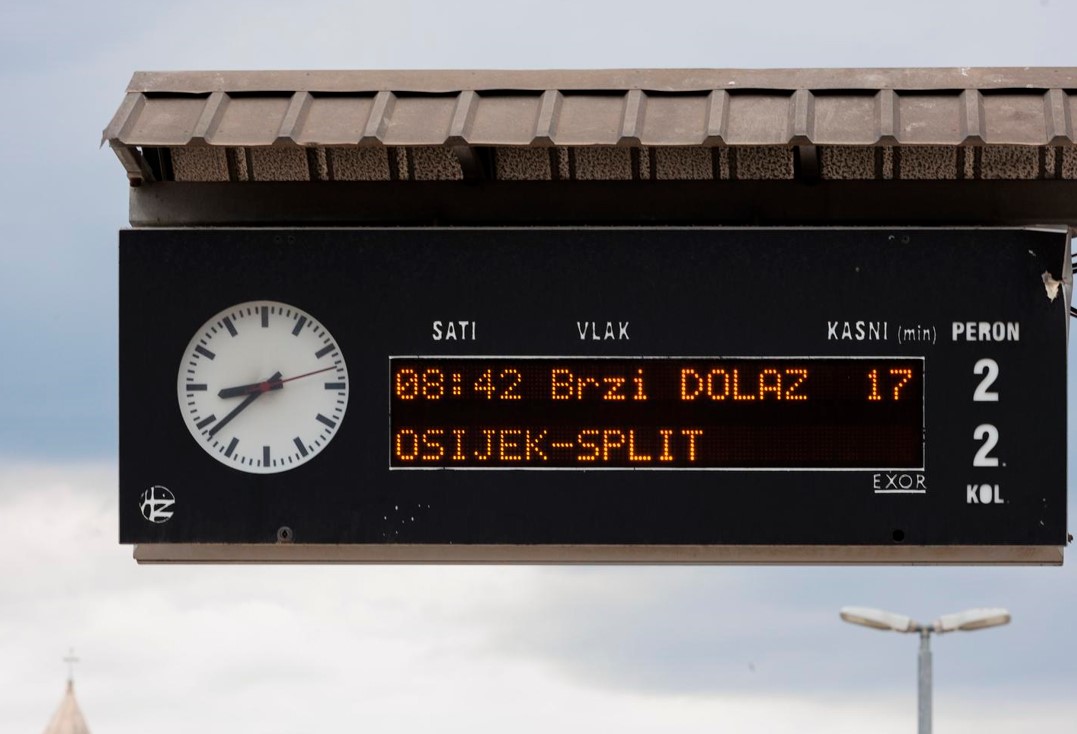 SATI VLAK KASNI (min) PERON
08:42 Brzi DOLAZ 17 2
OSIJEK-SPLIT 2.
EXOR
KOL.